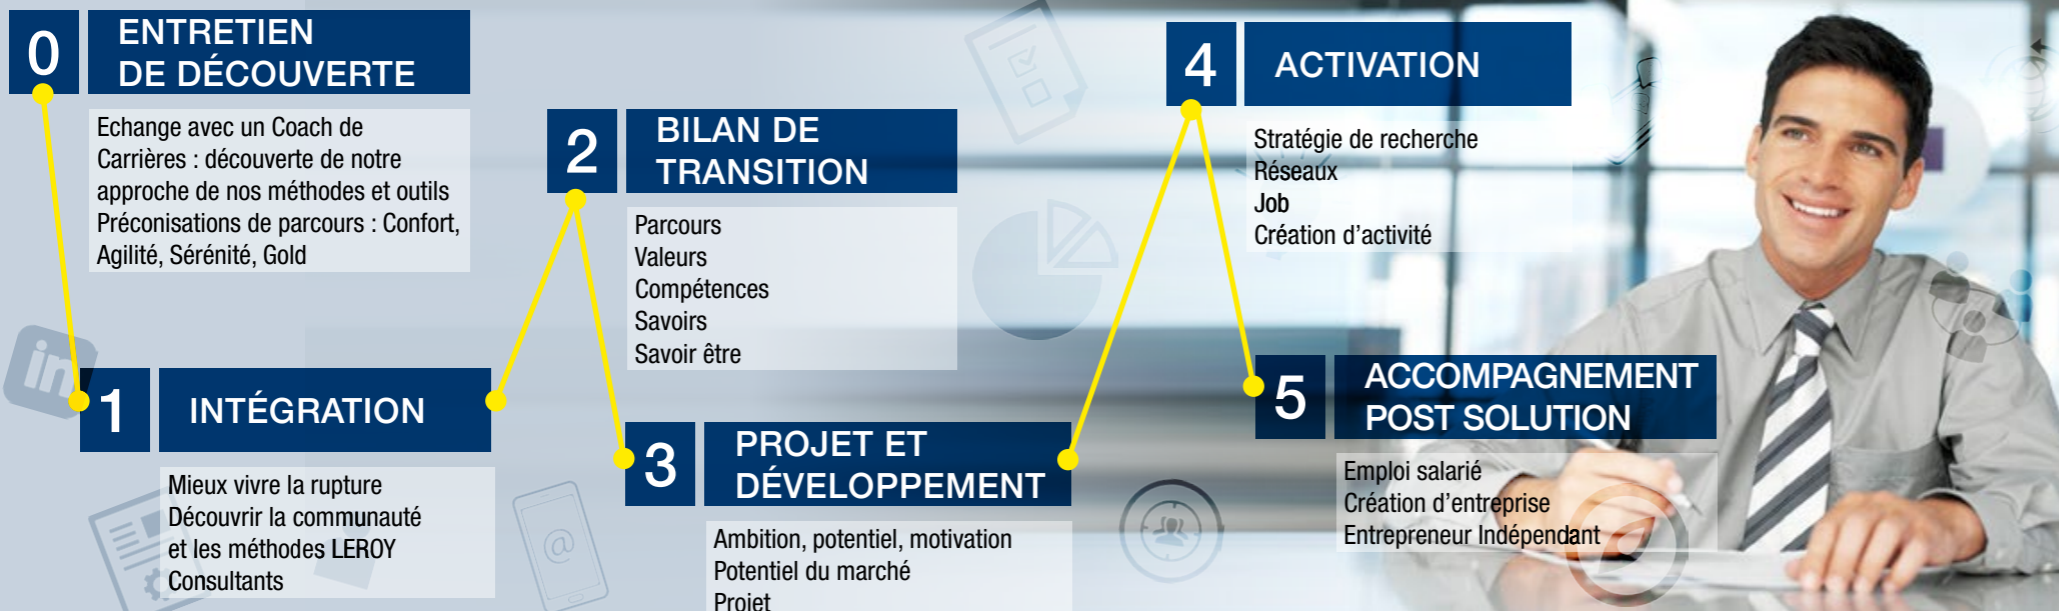 0
ENTRETIEN
DE DÉCOUVERTE
Echange avec un Coach de
Carrières : découverte de notre
approche de nos méthodes et outils
Préconisations de parcours : Confort,
Agilité, Sérénité, Gold
in
1
INTÉGRATION
Mieux vivre la rupture
Découvrir la communauté
et les méthodes LEROY
Consultants
2
BILAN DE
TRANSITION
Parcours
Valeurs
Compétences
Savoirs
Savoir être
3
PROJET ET
DÉVELOPPEMENT
Ambition, potentiel, motivation
Potentiel du marché
Projet
@
4
ACTIVATION
Stratégie de recherche
Réseaux
Job
Création d'activité
5
ACCOMPAGNEMENT
POST SOLUTION
Emploi salarié
Création d'entreprise
Entrepreneur Indépendant